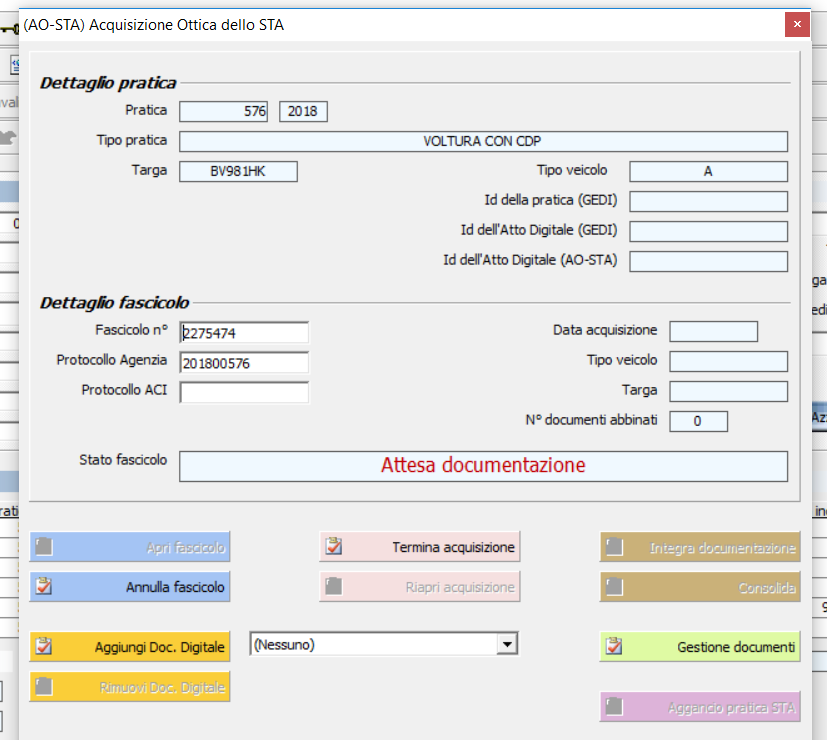 (AO-STA) Acquisizione Ottica dello STA
Dettaglio pratica
Pratica 576 2018
Tipo pratica VOLTURA CON CDP
Targa BV981HK Tipo veicolo A
Id della pratica (GEDI)
Id dell'Atto Digitale (GEDI)
Id dell'Atto Digitale (AO-STA)
Dettaglio fascicolo
Fascicolo n° 2275474 Data acquisizione
Protocollo Agenzia 201800576 Tipo veicolo
Protocollo ACI Targa
N° documenti abbinati 0
Stato fascicolo Attesa documentazione
Apri fascicolo Termina acquisizione Integra documentazione
Annulla fascicolo Riapri acquisizione Consolida
Aggiungi Doc. Digitale (Nessuno) Gestione documenti
Rimuovi Doc. Digitale
Aggancio pratica STA